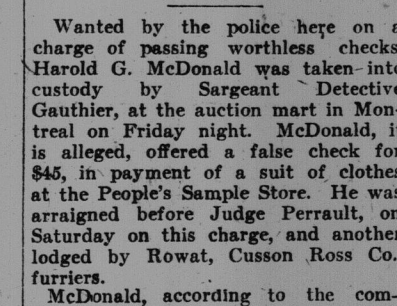 Wanted by the police here on a
charge of passing worthless checks
Harold G. McDonald was taken into
custody by Sargeant Detective
Gauthier, at the auction mart in Mon-
treal on Friday night. McDonald, it
is alleged, offered a false check for
$45, in payment of a suit of clothes
at the People's Sample Store. He was
arraigned before Judge Perrault, on
Saturday on this charge, and another
lodged by Rowat, Cusson Ross Co.
furriers.
McDonald, according to the com-